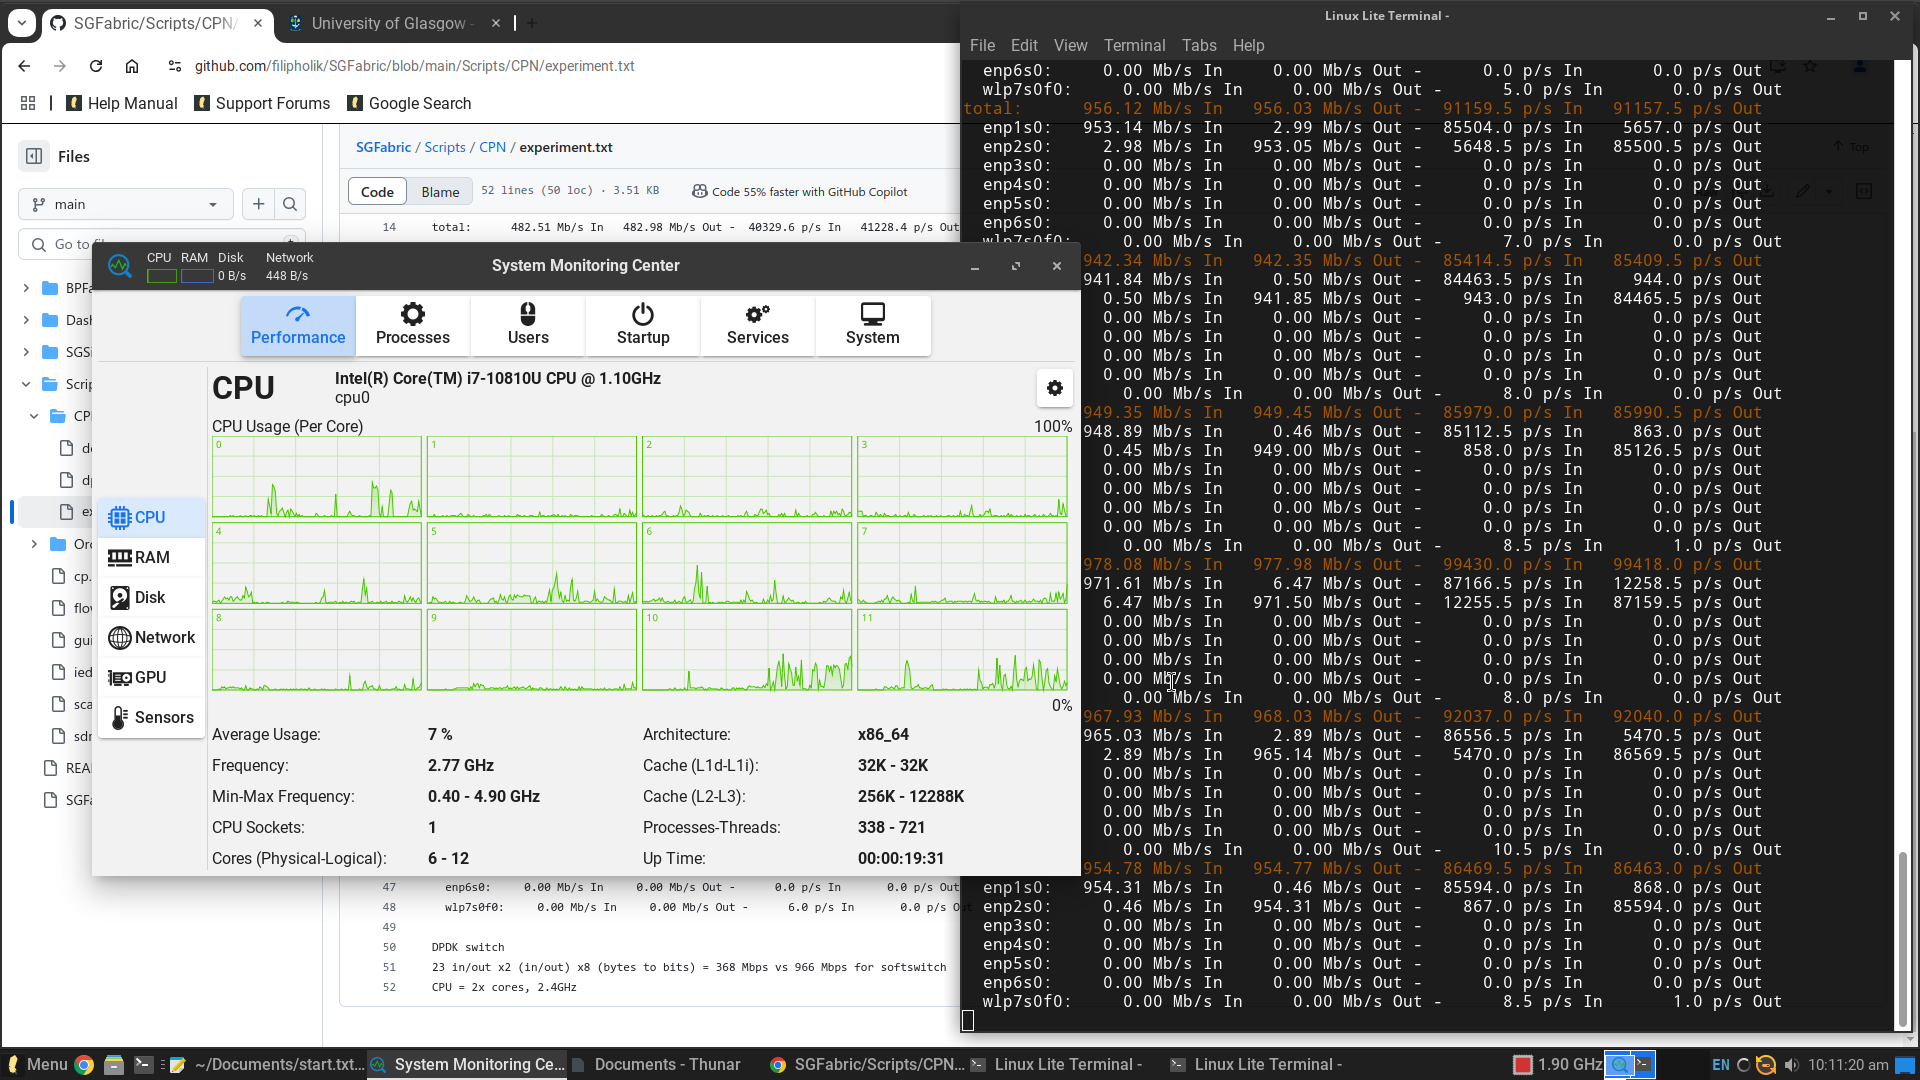 SGFabric/Scripts/CPN/
University of Glasgow
github.com/filipholik/SGFabric/blob/main/Scripts/CPN/experiment.txt
Help Manual
Support Forums
Google Search
Files
main
Go to
BPFa
Dash
SGSi
Scrip
CP
de
dp
ex
Orc
cp.
flow
gui
ied
sca
sdn
REA
SGFa
SGFabric / Scripts / CPN / experiment.txt
Code
Blame
52 lines (50 loc) · 3.51 KB
Code 55% faster with GitHub Copilot
14 total: 482.51 Mb/s In 482.98 Mb/s Out - 40329.6 p/s In 41228.4 p/s Out
47 enp6s0: 0.00 Mb/s In 0.00 Mb/s Out - 0.0 p/s In 0.0 p/s Out
48 wlp7s0f0: 0.00 Mb/s In 0.00 Mb/s Out - 6.0 p/s In 0.0 p/s Out
49
50 DPDK switch
51 23 in/out x2 (in/out) x8 (bytes to bits) = 368 Mbps vs 966 Mbps for softswitch
52 CPU = 2x cores, 2.4GHz
CPU RAM Disk Network
0 B/s 448 B/s
System Monitoring Center
Performance
Processes
Users
Startup
Services
System
CPU
RAM
Disk
Network
GPU
Sensors
CPU
Intel(R) Core(TM) i7-10810U CPU @ 1.10GHz
cpu0
CPU Usage (Per Core)
100%
0 1 2 3
4 5 6 7
8 9 10 11
0%
Average Usage: 7 % Architecture: x86_64
Frequency: 2.77 GHz Cache (L1d-L1i): 32K - 32K
Min-Max Frequency: 0.40 - 4.90 GHz Cache (L2-L3): 256K - 12288K
CPU Sockets: 1 Processes-Threads: 338 - 721
Cores (Physical-Logical): 6 - 12 Up Time: 00:00:19:31
Linux Lite Terminal -
File Edit View Terminal Tabs Help
Top
enp6s0: 0.00 Mb/s In 0.00 Mb/s Out - 0.0 p/s In 0.0 p/s Out
wlp7s0f0: 0.00 Mb/s In 0.00 Mb/s Out - 5.0 p/s In 0.0 p/s Out
total: 956.12 Mb/s In 956.03 Mb/s Out - 91159.5 p/s In 91157.5 p/s Out
enp1s0: 953.14 Mb/s In 2.99 Mb/s Out - 85504.0 p/s In 5657.0 p/s Out
enp2s0: 2.98 Mb/s In 953.05 Mb/s Out - 5648.5 p/s In 85500.5 p/s Out
enp3s0: 0.00 Mb/s In 0.00 Mb/s Out - 0.0 p/s In 0.0 p/s Out
enp4s0: 0.00 Mb/s In 0.00 Mb/s Out - 0.0 p/s In 0.0 p/s Out
enp5s0: 0.00 Mb/s In 0.00 Mb/s Out - 0.0 p/s In 0.0 p/s Out
enp6s0: 0.00 Mb/s In 0.00 Mb/s Out - 0.0 p/s In 0.0 p/s Out
wlp7s0f0: 0.00 Mb/s In 0.00 Mb/s Out - 7.0 p/s In 0.0 p/s Out
942.34 Mb/s In 942.35 Mb/s Out - 85414.5 p/s In 85409.5 p/s Out
941.84 Mb/s In 0.50 Mb/s Out - 84463.5 p/s In 944.0 p/s Out
0.50 Mb/s In 941.85 Mb/s Out - 943.0 p/s In 84465.5 p/s Out
0.00 Mb/s In 0.00 Mb/s Out - 0.0 p/s In 0.0 p/s Out
0.00 Mb/s In 0.00 Mb/s Out - 0.0 p/s In 0.0 p/s Out
0.00 Mb/s In 0.00 Mb/s Out - 0.0 p/s In 0.0 p/s Out
0.00 Mb/s In 0.00 Mb/s Out - 0.0 p/s In 0.0 p/s Out
0.00 Mb/s In 0.00 Mb/s Out - 8.0 p/s In 0.0 p/s Out
949.35 Mb/s In 949.45 Mb/s Out - 85979.0 p/s In 85990.5 p/s Out
948.89 Mb/s In 0.46 Mb/s Out - 85112.5 p/s In 863.0 p/s Out
0.45 Mb/s In 949.00 Mb/s Out - 858.0 p/s In 85126.5 p/s Out
0.00 Mb/s In 0.00 Mb/s Out - 0.0 p/s In 0.0 p/s Out
0.00 Mb/s In 0.00 Mb/s Out - 0.0 p/s In 0.0 p/s Out
0.00 Mb/s In 0.00 Mb/s Out - 0.0 p/s In 0.0 p/s Out
0.00 Mb/s In 0.00 Mb/s Out - 0.0 p/s In 0.0 p/s Out
0.00 Mb/s In 0.00 Mb/s Out - 8.5 p/s In 1.0 p/s Out
978.08 Mb/s In 977.98 Mb/s Out - 99430.0 p/s In 99418.0 p/s Out
971.61 Mb/s In 6.47 Mb/s Out - 87166.5 p/s In 12258.5 p/s Out
6.47 Mb/s In 971.50 Mb/s Out - 12255.5 p/s In 87159.5 p/s Out
0.00 Mb/s In 0.00 Mb/s Out - 0.0 p/s In 0.0 p/s Out
0.00 Mb/s In 0.00 Mb/s Out - 0.0 p/s In 0.0 p/s Out
0.00 Mb/s In 0.00 Mb/s Out - 0.0 p/s In 0.0 p/s Out
0.00 Mb/s In 0.00 Mb/s Out - 0.0 p/s In 0.0 p/s Out
0.00 Mb/s In 0.00 Mb/s Out - 8.0 p/s In 0.0 p/s Out
967.93 Mb/s In 968.03 Mb/s Out - 92037.0 p/s In 92040.0 p/s Out
965.03 Mb/s In 2.89 Mb/s Out - 86556.5 p/s In 5470.5 p/s Out
2.89 Mb/s In 965.14 Mb/s Out - 5470.0 p/s In 86569.5 p/s Out
0.00 Mb/s In 0.00 Mb/s Out - 0.0 p/s In 0.0 p/s Out
0.00 Mb/s In 0.00 Mb/s Out - 0.0 p/s In 0.0 p/s Out
0.00 Mb/s In 0.00 Mb/s Out - 0.0 p/s In 0.0 p/s Out
0.00 Mb/s In 0.00 Mb/s Out - 0.0 p/s In 0.0 p/s Out
0.00 Mb/s In 0.00 Mb/s Out - 10.5 p/s In 0.0 p/s Out
954.78 Mb/s In 954.77 Mb/s Out - 86469.5 p/s In 86463.0 p/s Out
enp1s0: 954.31 Mb/s In 0.46 Mb/s Out - 85594.0 p/s In 868.0 p/s Out
enp2s0: 0.46 Mb/s In 954.31 Mb/s Out - 867.0 p/s In 85594.0 p/s Out
enp3s0: 0.00 Mb/s In 0.00 Mb/s Out - 0.0 p/s In 0.0 p/s Out
enp4s0: 0.00 Mb/s In 0.00 Mb/s Out - 0.0 p/s In 0.0 p/s Out
enp5s0: 0.00 Mb/s In 0.00 Mb/s Out - 0.0 p/s In 0.0 p/s Out
enp6s0: 0.00 Mb/s In 0.00 Mb/s Out - 0.0 p/s In 0.0 p/s Out
wlp7s0f0: 0.00 Mb/s In 0.00 Mb/s Out - 8.5 p/s In 1.0 p/s Out
Menu
~/Documents/start.txt...
System Monitoring Ce...
Documents - Thunar
SGFabric/Scripts/CPN...
Linux Lite Terminal -
Linux Lite Terminal -
1.90 GHz
EN
10:11:20 am